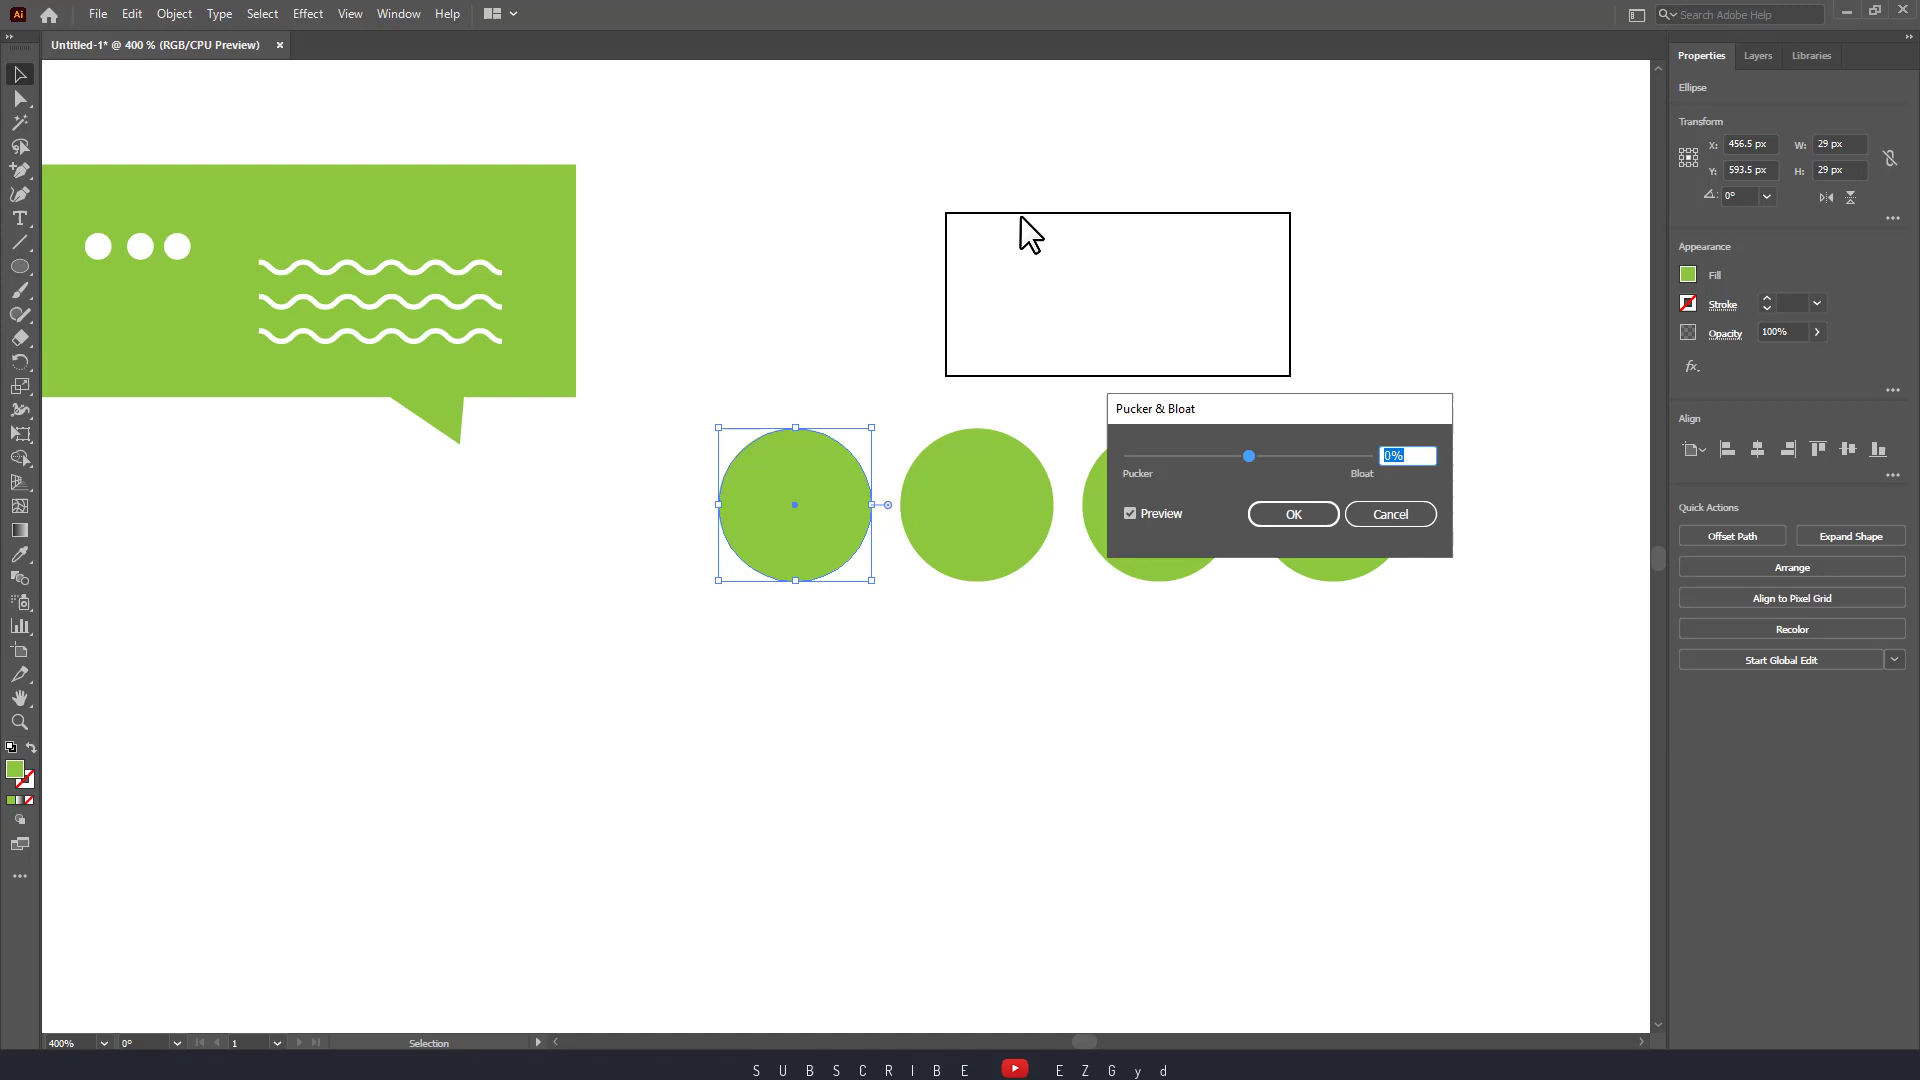 Ai File Edit Object Type Select Effect View Window Help Search Adobe Help
Untitled-1* @ 400 % (RGB/CPU Preview) ×
Properties Layers Libraries
Ellipse
Transform
X: 456.5 px W: 29 px
Y: 593.5 px H: 29 px
0°
Appearance
Fill
Stroke
Opacity 100%
fx.
Align
Quick Actions
Offset Path Expand Shape
Arrange
Align to Pixel Grid
Recolor
Start Global Edit
Pucker & Bloat
0%
Pucker Bloat
Preview OK Cancel
400% 0° 1 Selection
SUBSCRIBE EZGyd